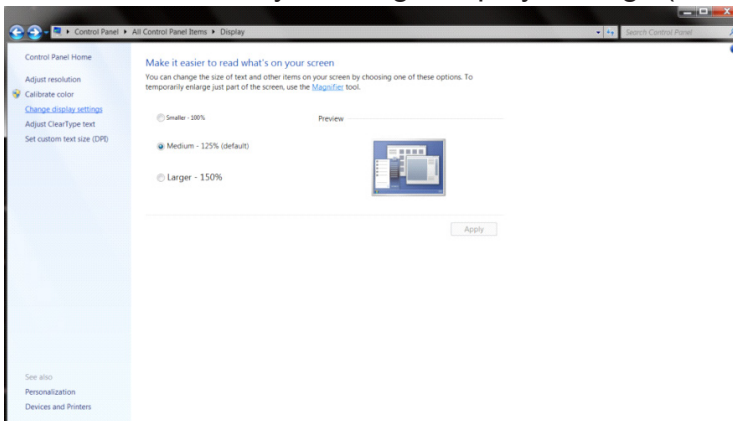 Control Panel ▸ All Control Panel Items ▸ Display
Search Control Panel
Control Panel Home
Adjust resolution
Calibrate color
Change display settings
Adjust ClearType text
Set custom text size (DPI)
Make it easier to read what's on your screen
You can change the size of text and other items on your screen by choosing one of these options. To
temporarily enlarge just part of the screen, use the Magnifier tool.
Smaller - 100%
Preview
Medium - 125% (default)
Larger - 150%
Apply
See also
Personalization
Devices and Printers